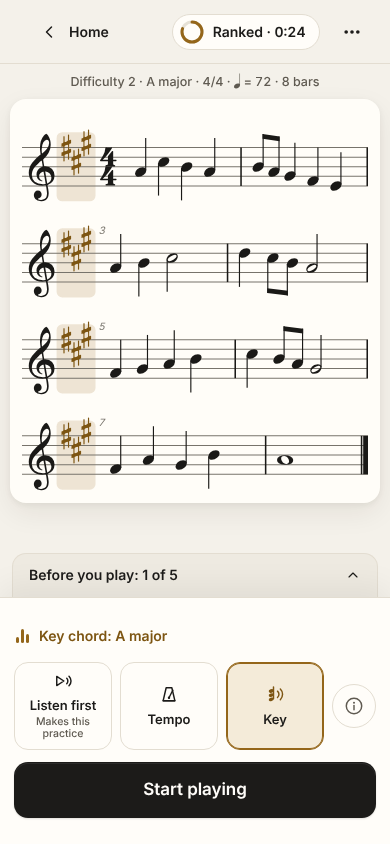 Home
Ranked · 0:24
Difficulty 2 · A major · 4/4 · ♩ = 72 · 8 bars
4
4
3
5
7
Before you play: 1 of 5
Key chord: A major
Listen first
Makes this
practice
Tempo
Key
Start playing